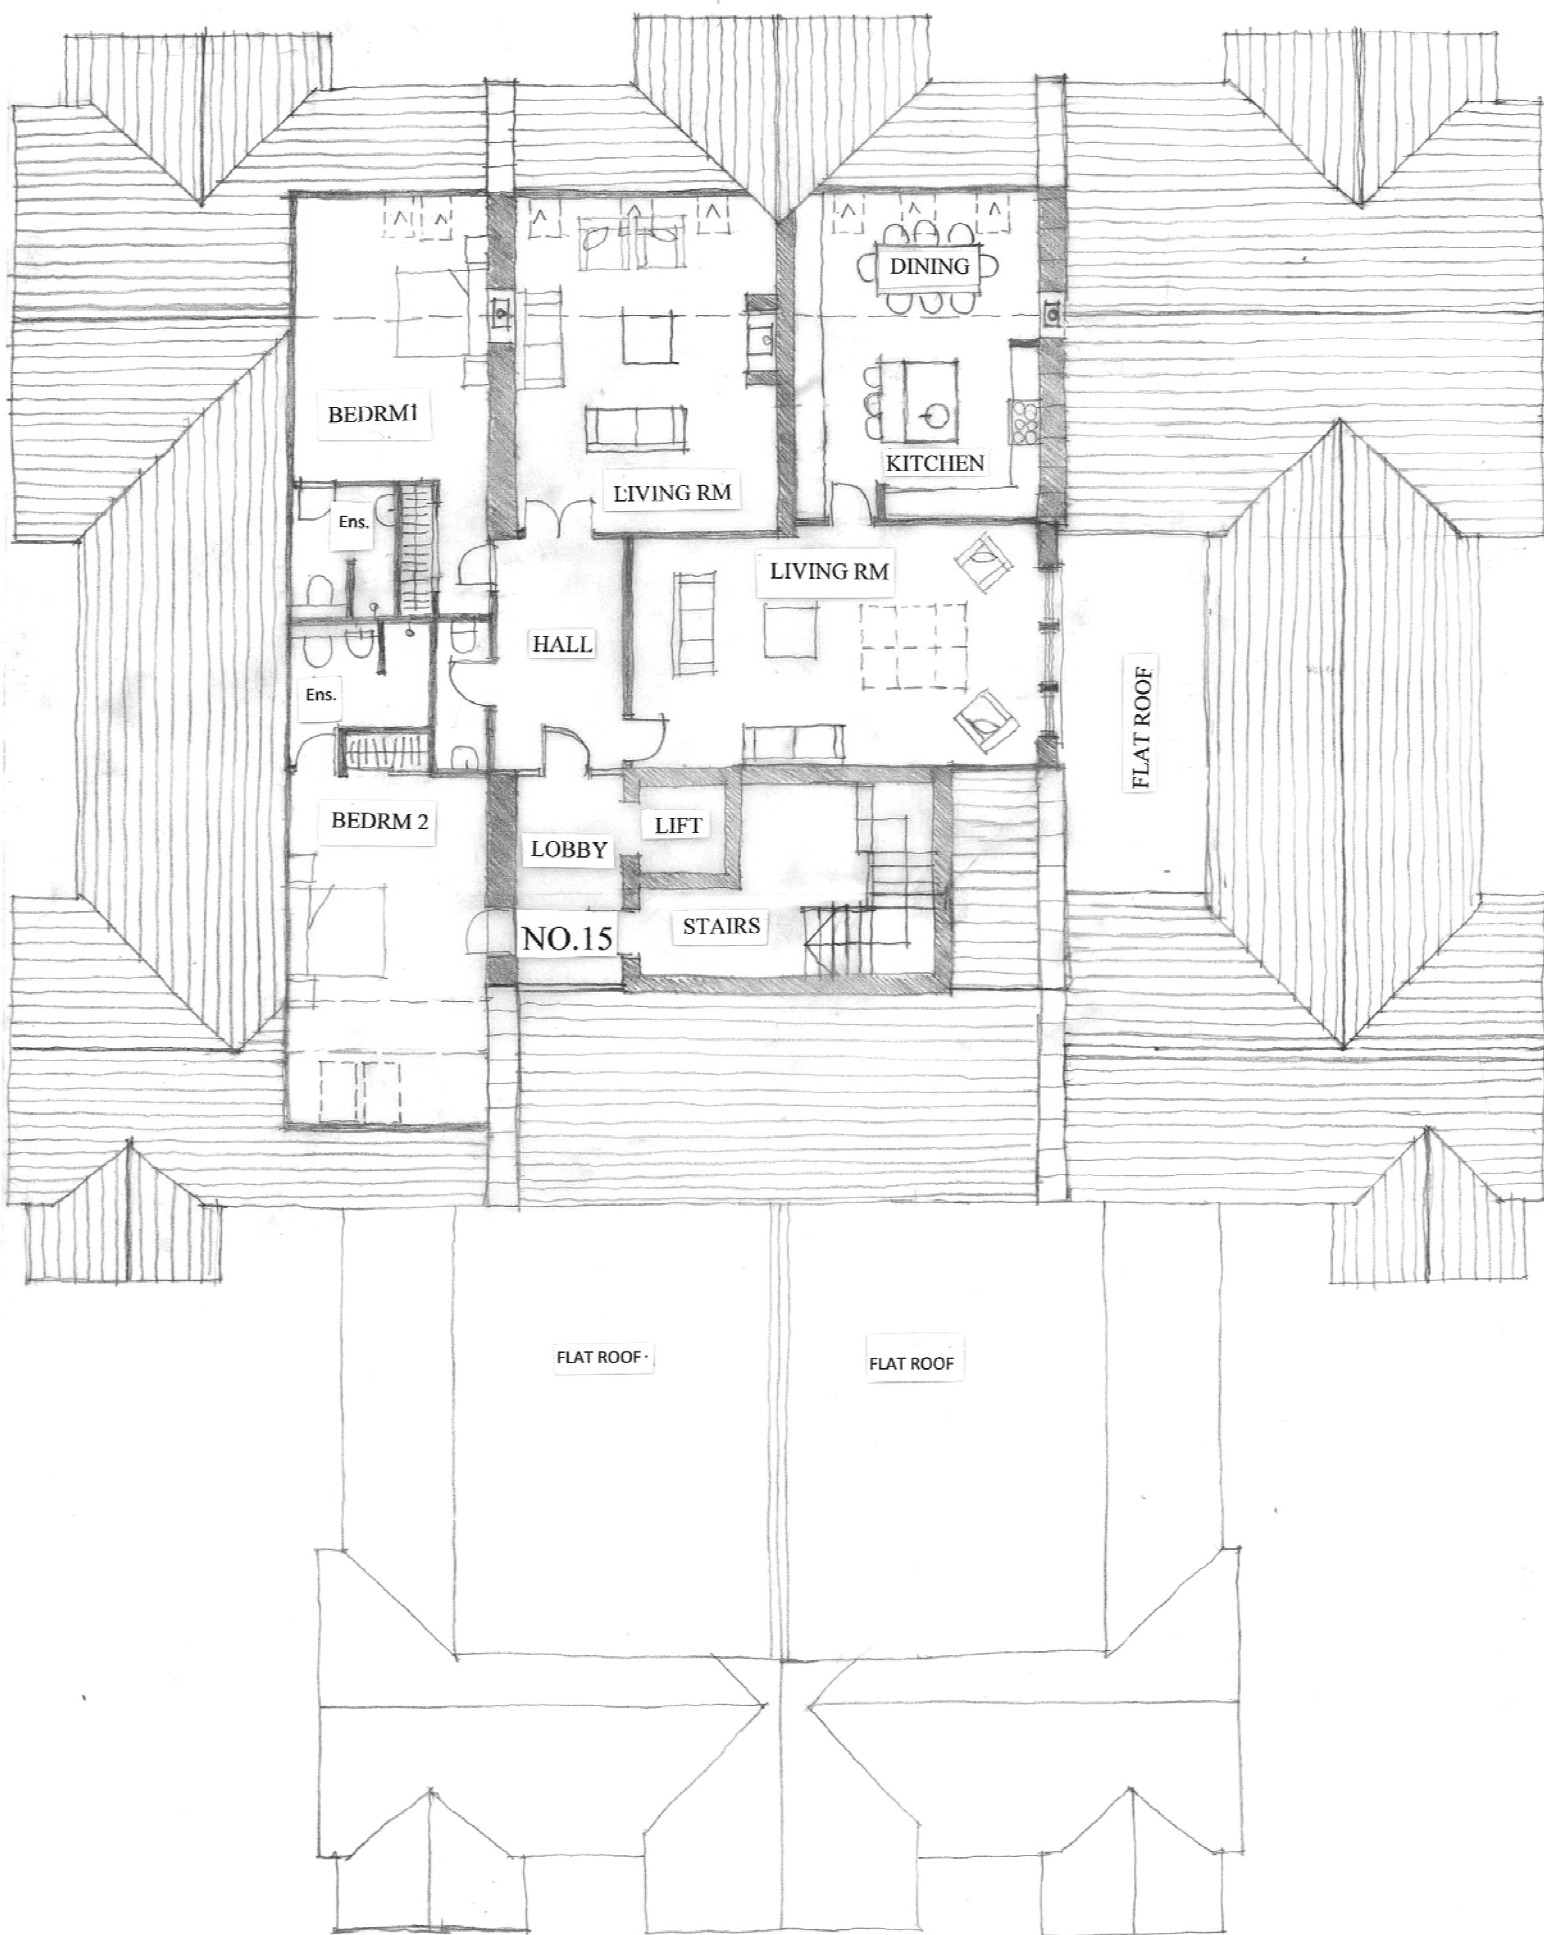 DINING
BEDRM1
KITCHEN
LIVING RM
Ens.
LIVING RM
HALL
Ens.
FLAT ROOF
BEDRM 2
LIFT
LOBBY
STAIRS
NO.15
FLAT ROOF
FLAT ROOF